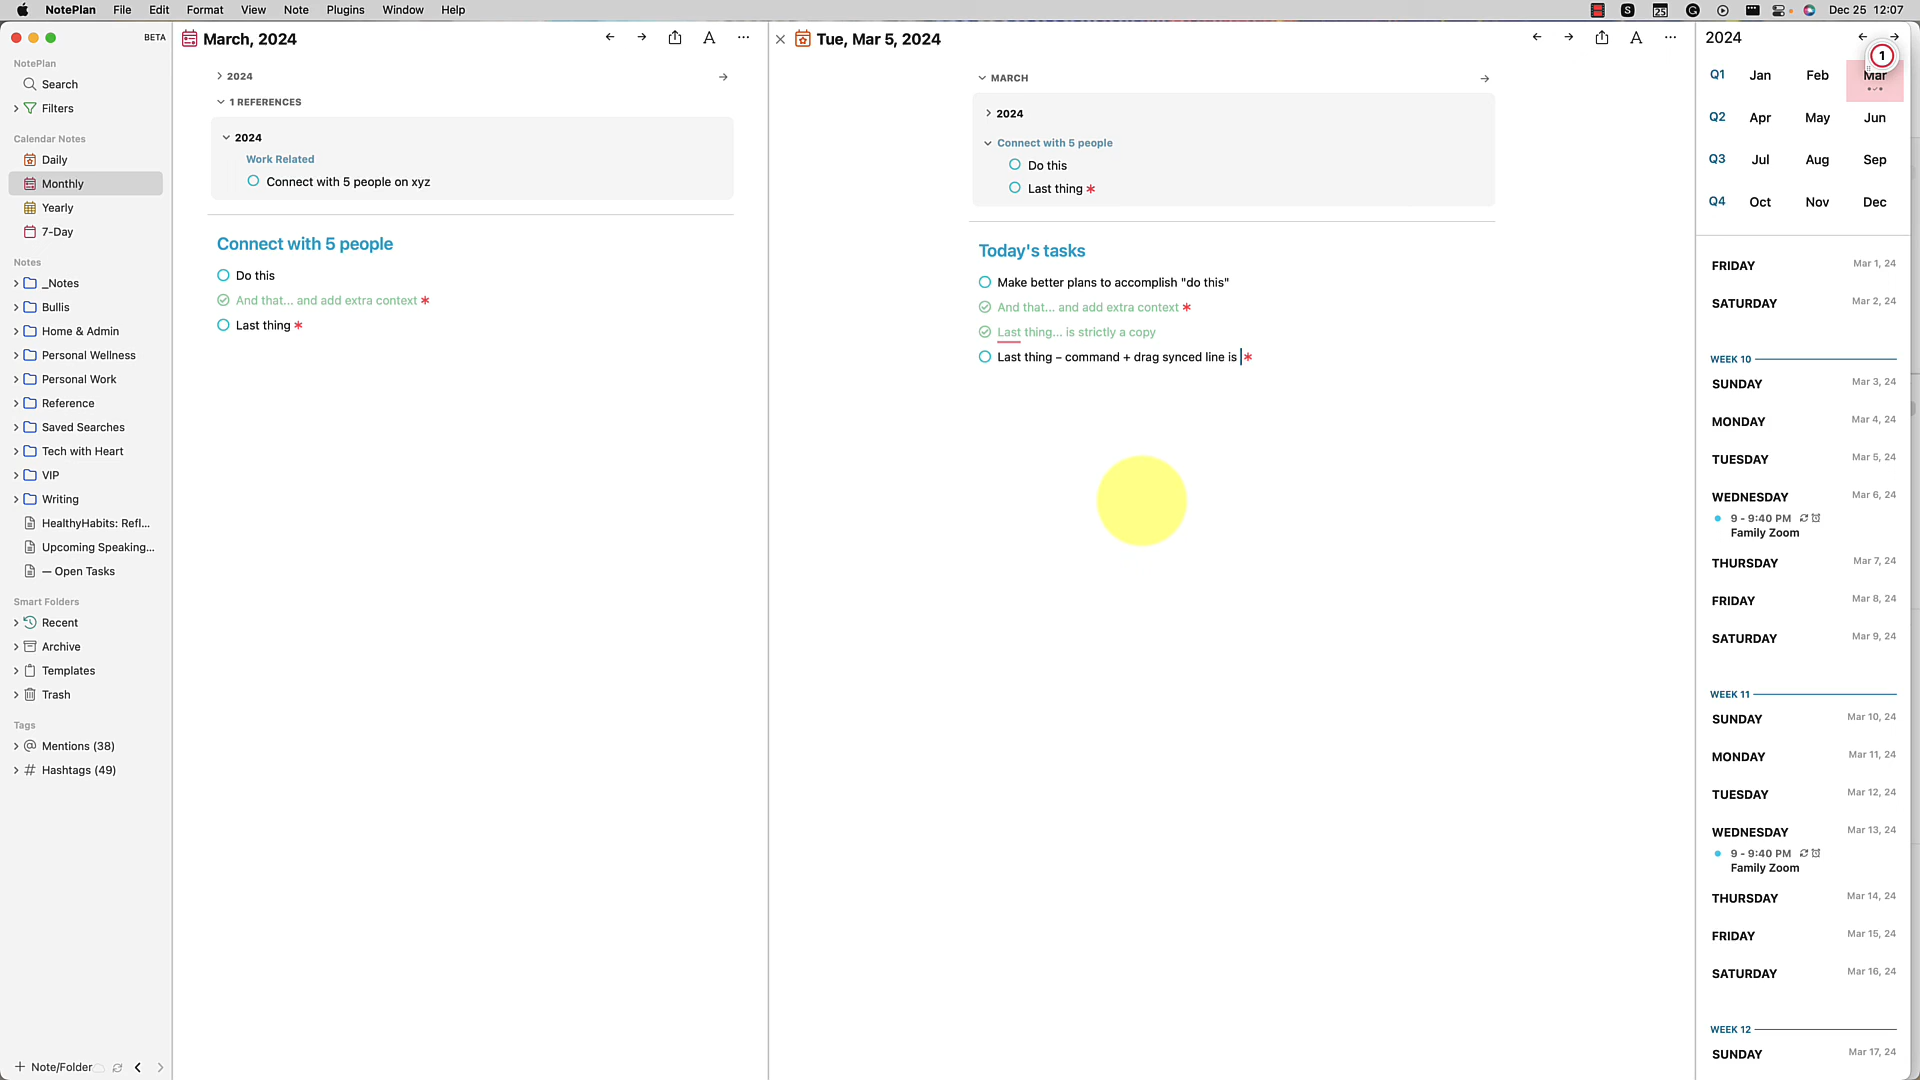 NotePlan File Edit Format View Note Plugins Window Help
S 25 Dec 25 12:07
BETA
NotePlan
Search
Filters
Calendar Notes
Daily
Monthly
Yearly
7-Day
Notes
_Notes
Bullis
Home & Admin
Personal Wellness
Personal Work
Reference
Saved Searches
Tech with Heart
VIP
Writing
HealthyHabits: Refl...
Upcoming Speaking...
— Open Tasks
Smart Folders
Recent
Archive
Templates
Trash
Tags
@ Mentions (38)
# Hashtags (49)
+ Note/Folder
March, 2024
A
2024
1 REFERENCES
2024
Work Related
Connect with 5 people on xyz
Connect with 5 people
Do this
And that... and add extra context *
Last thing *
Tue, Mar 5, 2024
A
MARCH
2024
Connect with 5 people
Do this
Last thing *
Today's tasks
Make better plans to accomplish "do this"
And that... and add extra context *
Last thing... is strictly a copy
Last thing – command + drag synced line is *
2024
1
Q1 Jan Feb Mar
Q2 Apr May Jun
Q3 Jul Aug Sep
Q4 Oct Nov Dec
FRIDAY Mar 1, 24
SATURDAY Mar 2, 24
WEEK 10
SUNDAY Mar 3, 24
MONDAY Mar 4, 24
TUESDAY Mar 5, 24
WEDNESDAY Mar 6, 24
9 - 9:40 PM
Family Zoom
THURSDAY Mar 7, 24
FRIDAY Mar 8, 24
SATURDAY Mar 9, 24
WEEK 11
SUNDAY Mar 10, 24
MONDAY Mar 11, 24
TUESDAY Mar 12, 24
WEDNESDAY Mar 13, 24
9 - 9:40 PM
Family Zoom
THURSDAY Mar 14, 24
FRIDAY Mar 15, 24
SATURDAY Mar 16, 24
WEEK 12
SUNDAY Mar 17, 24